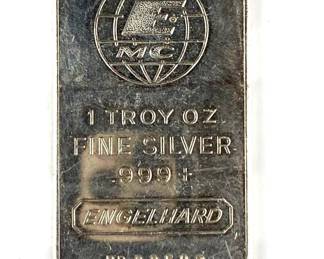 E
MC
1 TROY OZ.
FINE SILVER
.999+
ENGELHARD